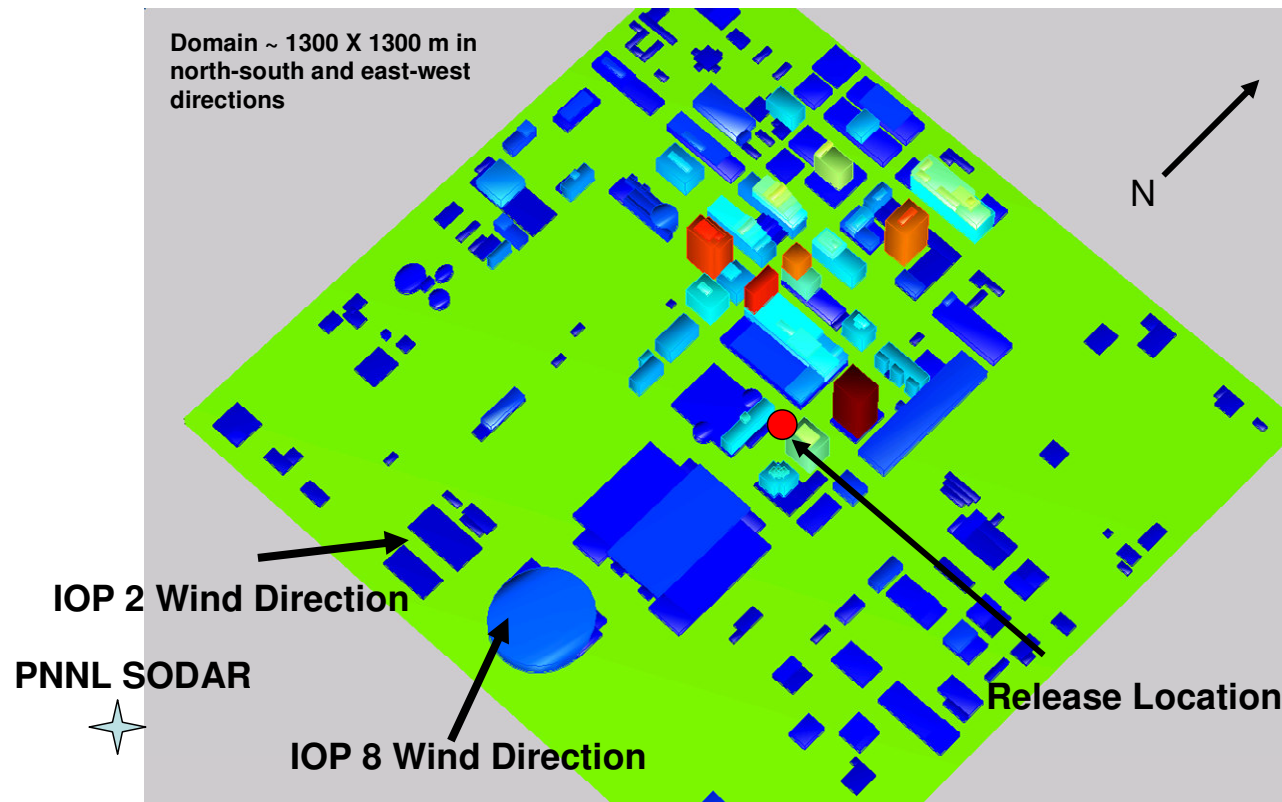 Domain ~ 1300 X 1300 m in
north-south and east-west
directions
N
IOP 2 Wind Direction
PNNL SODAR
Release Location
IOP 8 Wind Direction